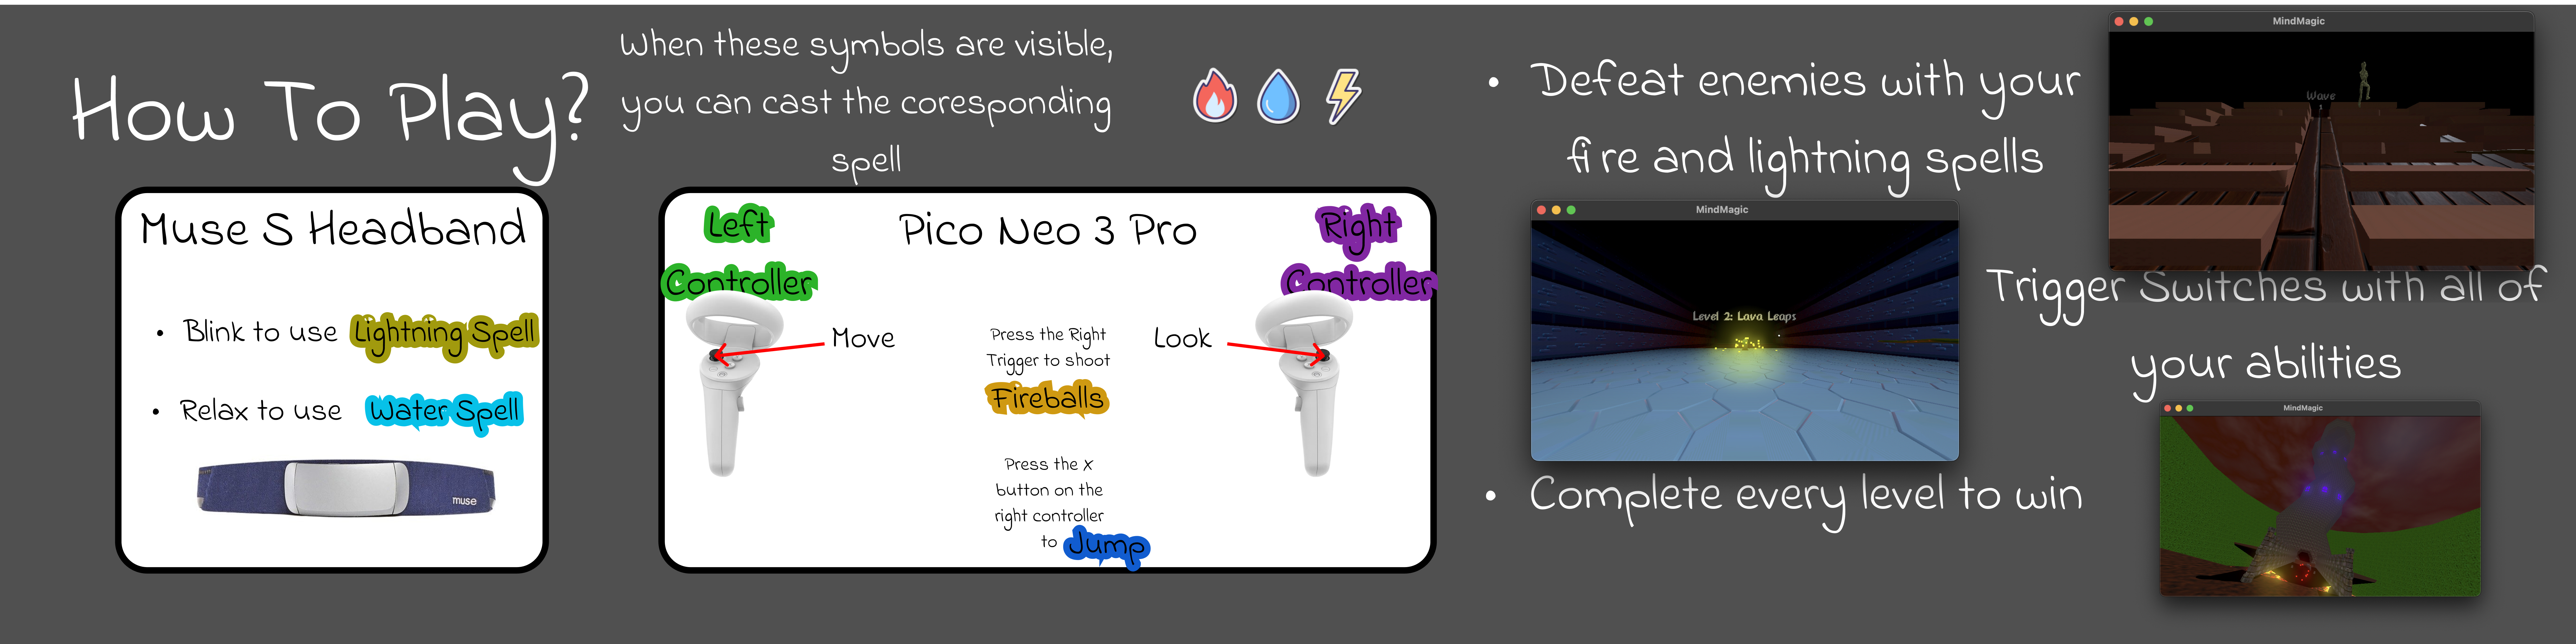 How To Play?
When these symbols are visible,
you can cast the coresponding
spell
Muse S Headband
• Blink to use Lightning Spell
• Relax to use Water Spell
muse
Pico Neo 3 Pro
Left
Controller
Right
Controller
Move
Look
Press the Right
Trigger to shoot
Fireballs
Press the X
button on the
right controller
to Jump
• Defeat enemies with your
fire and lightning spells
MindMagic
Level 2: Lava Leaps
• Complete every level to win
MindMagic
Wave
1
Trigger Switches with all of
your abilities
MindMagic